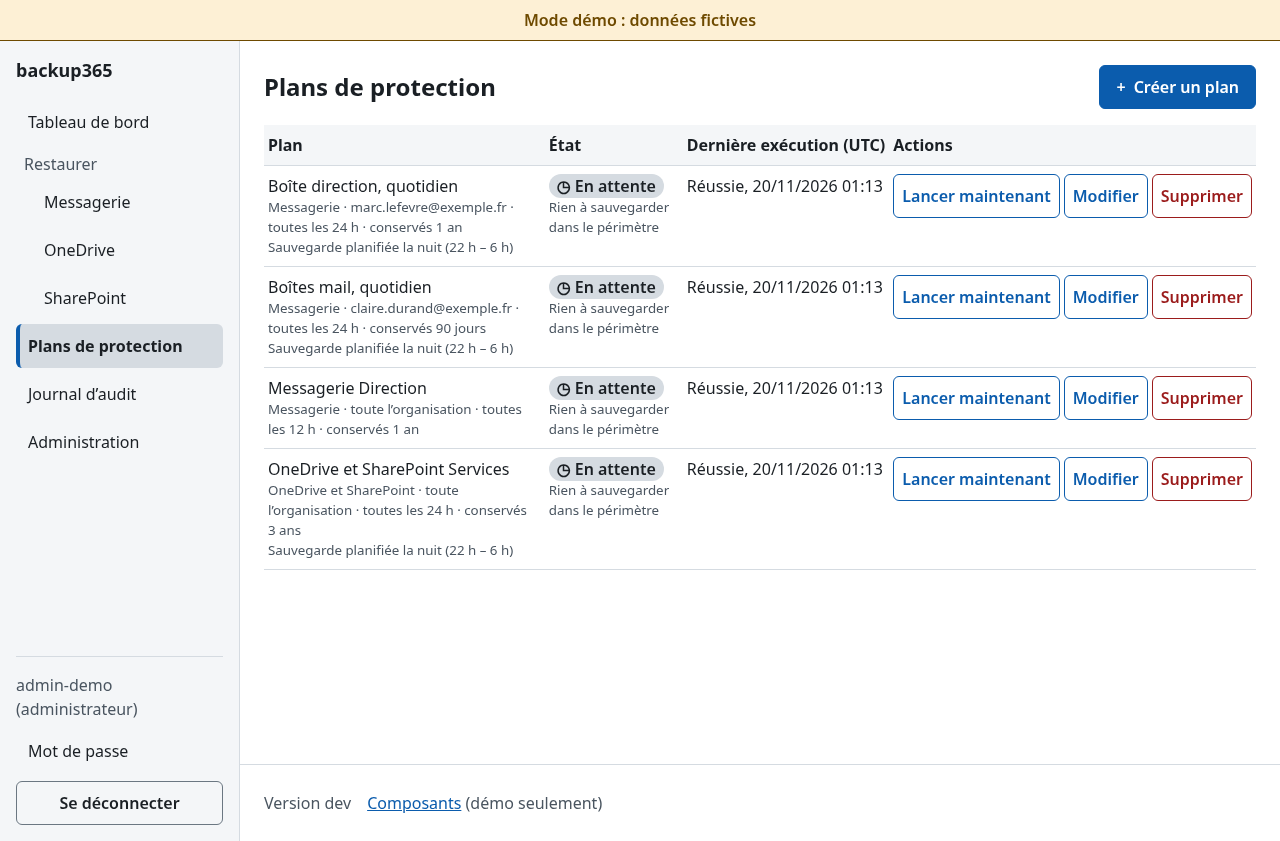 Mode démo : données fictives
backup365
Tableau de bord
Restaurer
Messagerie
OneDrive
SharePoint
Plans de protection
Journal d’audit
Administration
admin-demo
(administrateur)
Mot de passe
Se déconnecter
Plans de protection
+ Créer un plan
Plan État Dernière exécution (UTC) Actions
Boîte direction, quotidien
Messagerie · marc.lefevre@exemple.fr ·
toutes les 24 h · conservés 1 an
Sauvegarde planifiée la nuit (22 h – 6 h)
En attente
Rien à sauvegarder
dans le périmètre
Réussie, 20/11/2026 01:13
Lancer maintenant Modifier Supprimer
Boîtes mail, quotidien
Messagerie · claire.durand@exemple.fr ·
toutes les 24 h · conservés 90 jours
Sauvegarde planifiée la nuit (22 h – 6 h)
En attente
Rien à sauvegarder
dans le périmètre
Réussie, 20/11/2026 01:13
Lancer maintenant Modifier Supprimer
Messagerie Direction
Messagerie · toute l’organisation · toutes
les 12 h · conservés 1 an
En attente
Rien à sauvegarder
dans le périmètre
Réussie, 20/11/2026 01:13
Lancer maintenant Modifier Supprimer
OneDrive et SharePoint Services
OneDrive et SharePoint · toute
l’organisation · toutes les 24 h · conservés
3 ans
Sauvegarde planifiée la nuit (22 h – 6 h)
En attente
Rien à sauvegarder
dans le périmètre
Réussie, 20/11/2026 01:13
Lancer maintenant Modifier Supprimer
Version dev Composants (démo seulement)